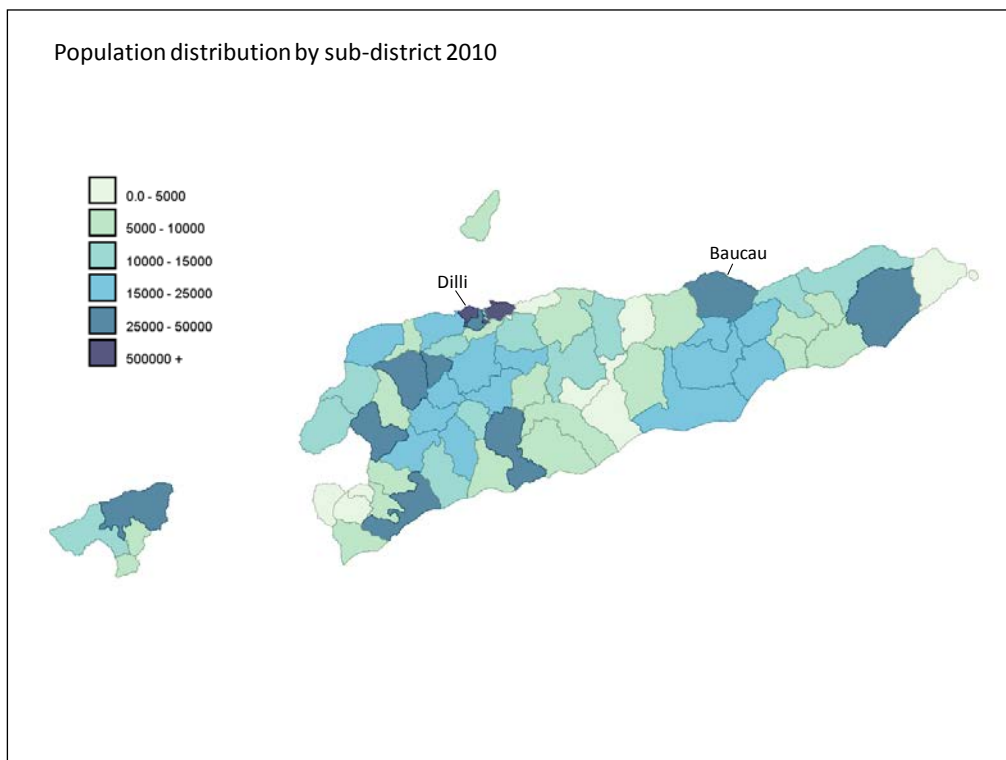 Population distribution by sub-district 2010
0.0 - 5000
5000 - 10000
10000 - 15000
15000 - 25000
25000 - 50000
500000 +
Baucau
Dilli